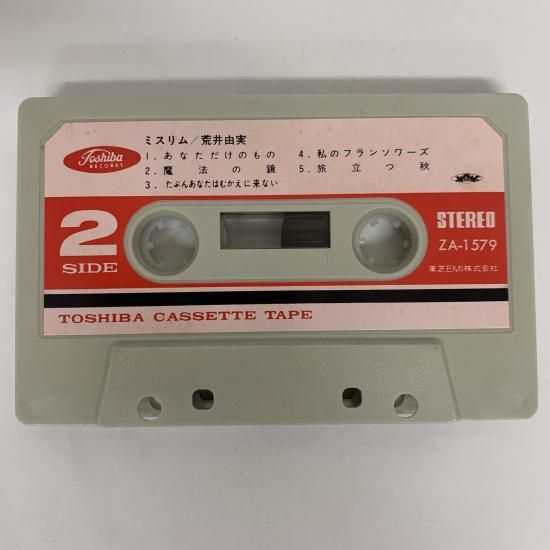 Toshiba
RECORDS
ミスリム／荒井由実
1. あなただけのもの
2. 魔法の鏡
3. たぶんあなたはむかえに来ない
4. 私のフランソワーズ
5. 旅立つ秋
2
SIDE
STEREO
ZA-1579
東芝EMI株式会社
TOSHIBA CASSETTE TAPE